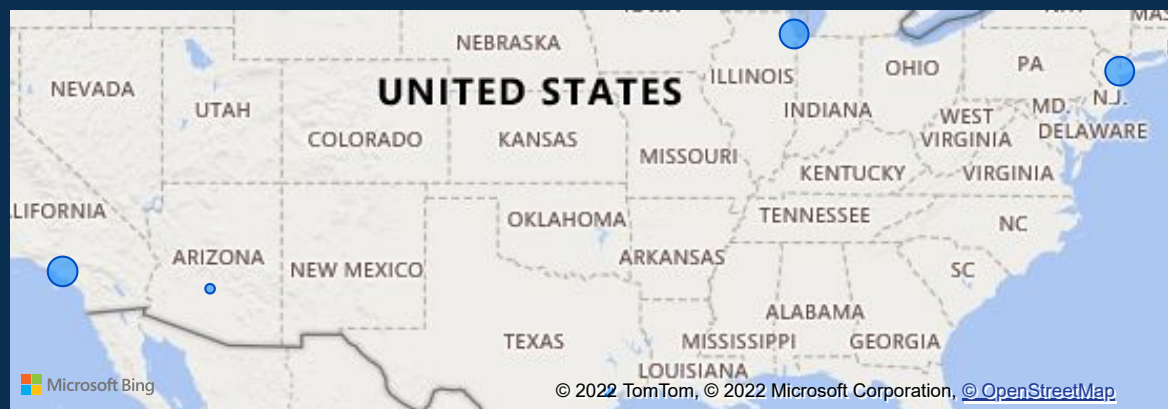 NEBRASKA
NEVADA
UTAH
UNITED STATES
ILLINOIS
OHIO
PA
INDIANA
MD.
N.J.
WEST
VIRGINIA
DELAWARE
COLORADO
KANSAS
MISSOURI
KENTUCKY
VIRGINIA
LIFORNIA
OKLAHOMA
TENNESSEE
NC
ARIZONA
NEW MEXICO
ARKANSAS
SC
ALABAMA
TEXAS
MISSISSIPPI
GEORGIA
LOUISIANA
Microsoft Bing
© 2022 TomTom, © 2022 Microsoft Corporation, © OpenStreetMap